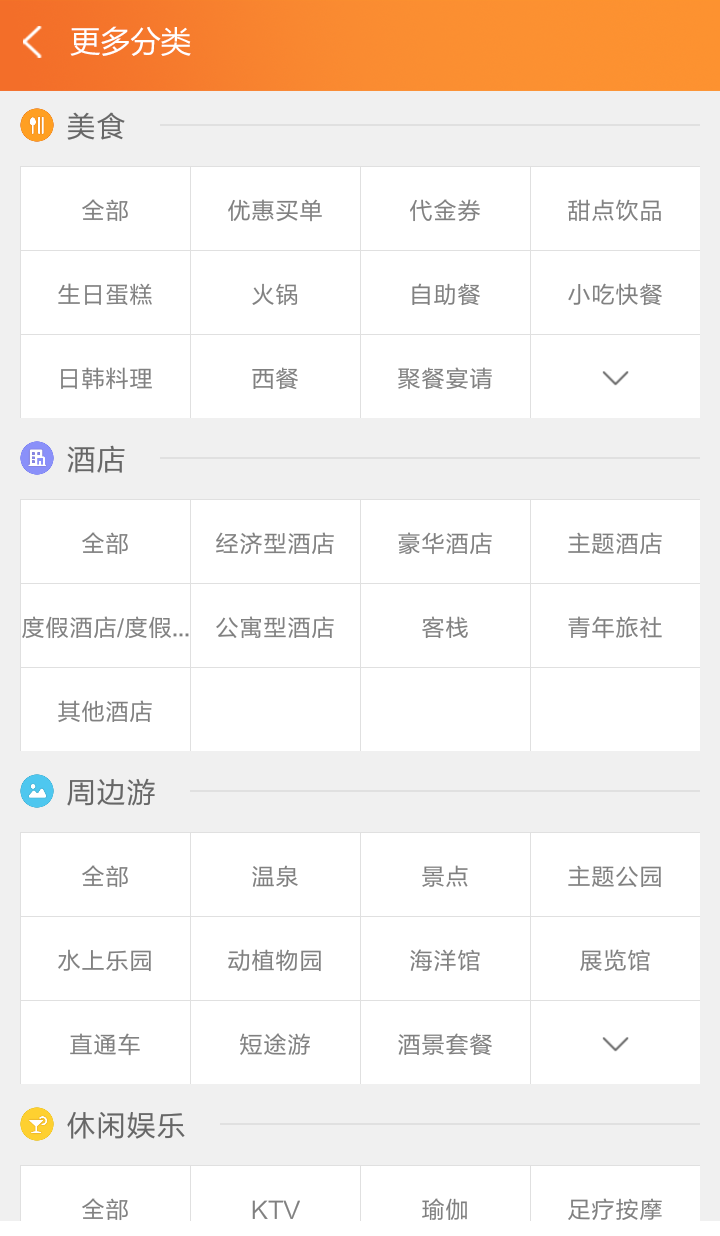 更多分类
美食
全部 优惠买单 代金券 甜点饮品
生日蛋糕 火锅 自助餐 小吃快餐
日韩料理 西餐 聚餐宴请
酒店
全部 经济型酒店 豪华酒店 主题酒店
度假酒店/度假... 公寓型酒店 客栈 青年旅社
其他酒店
周边游
全部 温泉 景点 主题公园
水上乐园 动植物园 海洋馆 展览馆
直通车 短途游 酒景套餐
休闲娱乐
全部 KTV 瑜伽 足疗按摩